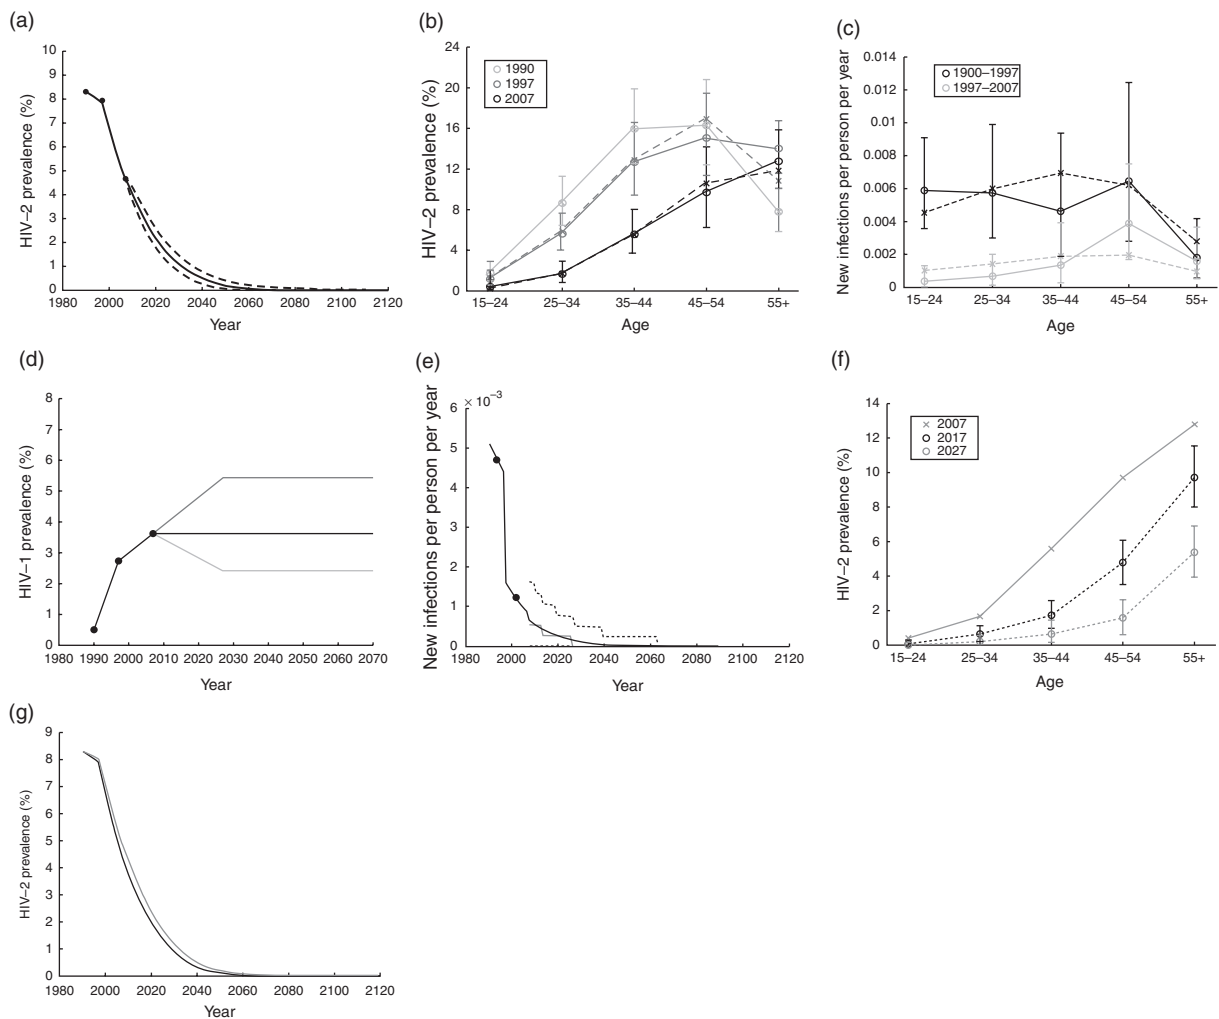 (a)
HIV−2 prevalence (%)
10
9
8
7
6
5
4
3
2
1
0
1980 2000 2020 2040 2060 2080 2100 2120
Year
(b)
HIV−2 prevalence (%)
24
20
16
12
8
4
0
1990
1997
2007
15−24 25−34 35−44 45−54 55+
Age
(c)
New infections per person per year
0.014
0.012
0.010
0.008
0.006
0.004
0.002
0
1900−1997
1997−2007
15−24 25−34 35−44 45−54 55+
Age
(d)
HIV−1 prevalence (%)
8
7
6
5
4
3
2
1
0
1980 1990 2000 2010 2020 2030 2040 2050 2060 2070
Year
(e)
New infections per person per year
× 10−3
6
5
4
3
2
1
0
1980 2000 2020 2040 2060 2080 2100 2120
Year
(f)
HIV−2 prevalence (%)
14
12
10
8
6
4
2
0
2007
2017
2027
15−24 25−34 35−44 45−54 55+
Age
(g)
HIV−2 prevalence (%)
9
8
7
6
5
4
3
2
1
0
1980 2000 2020 2040 2060 2080 2100 2120
Year